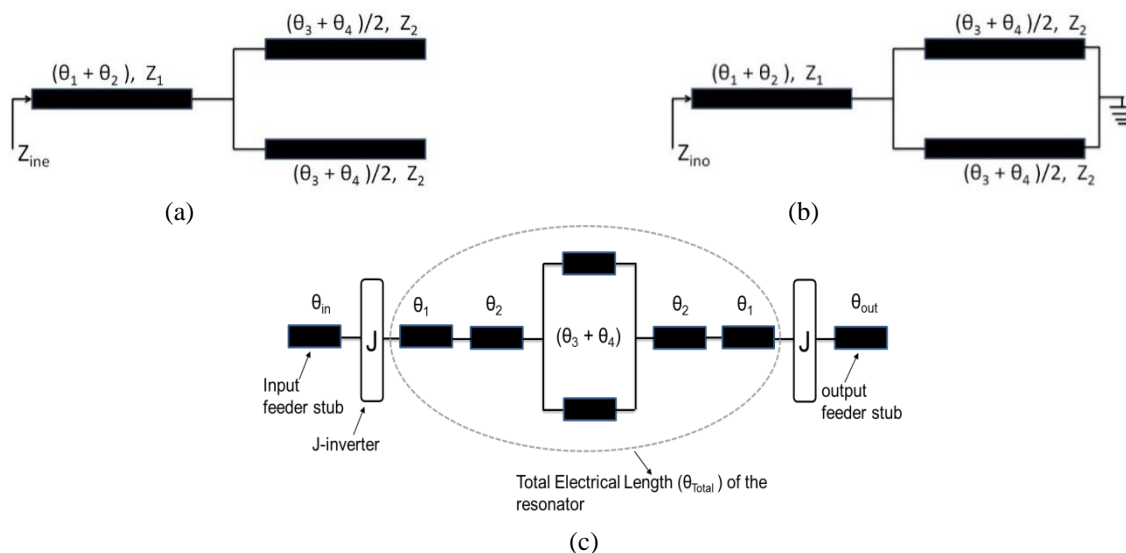 (θ₃ + θ₄)/2, Z₂
(θ₁ + θ₂), Z₁
Zᵢₙₑ
(θ₃ + θ₄)/2, Z₂
(a)
(θ₃ + θ₄)/2, Z₂
(θ₁ + θ₂), Z₁
Zᵢₙₒ
(θ₃ + θ₄)/2, Z₂
(b)
θᵢₙ
J
θ₁
θ₂
(θ₃ + θ₄)
θ₂
θ₁
J
θₒᵤₜ
Input
feeder stub
J-inverter
output
feeder stub
Total Electrical Length (θTotal) of the
resonator
(c)